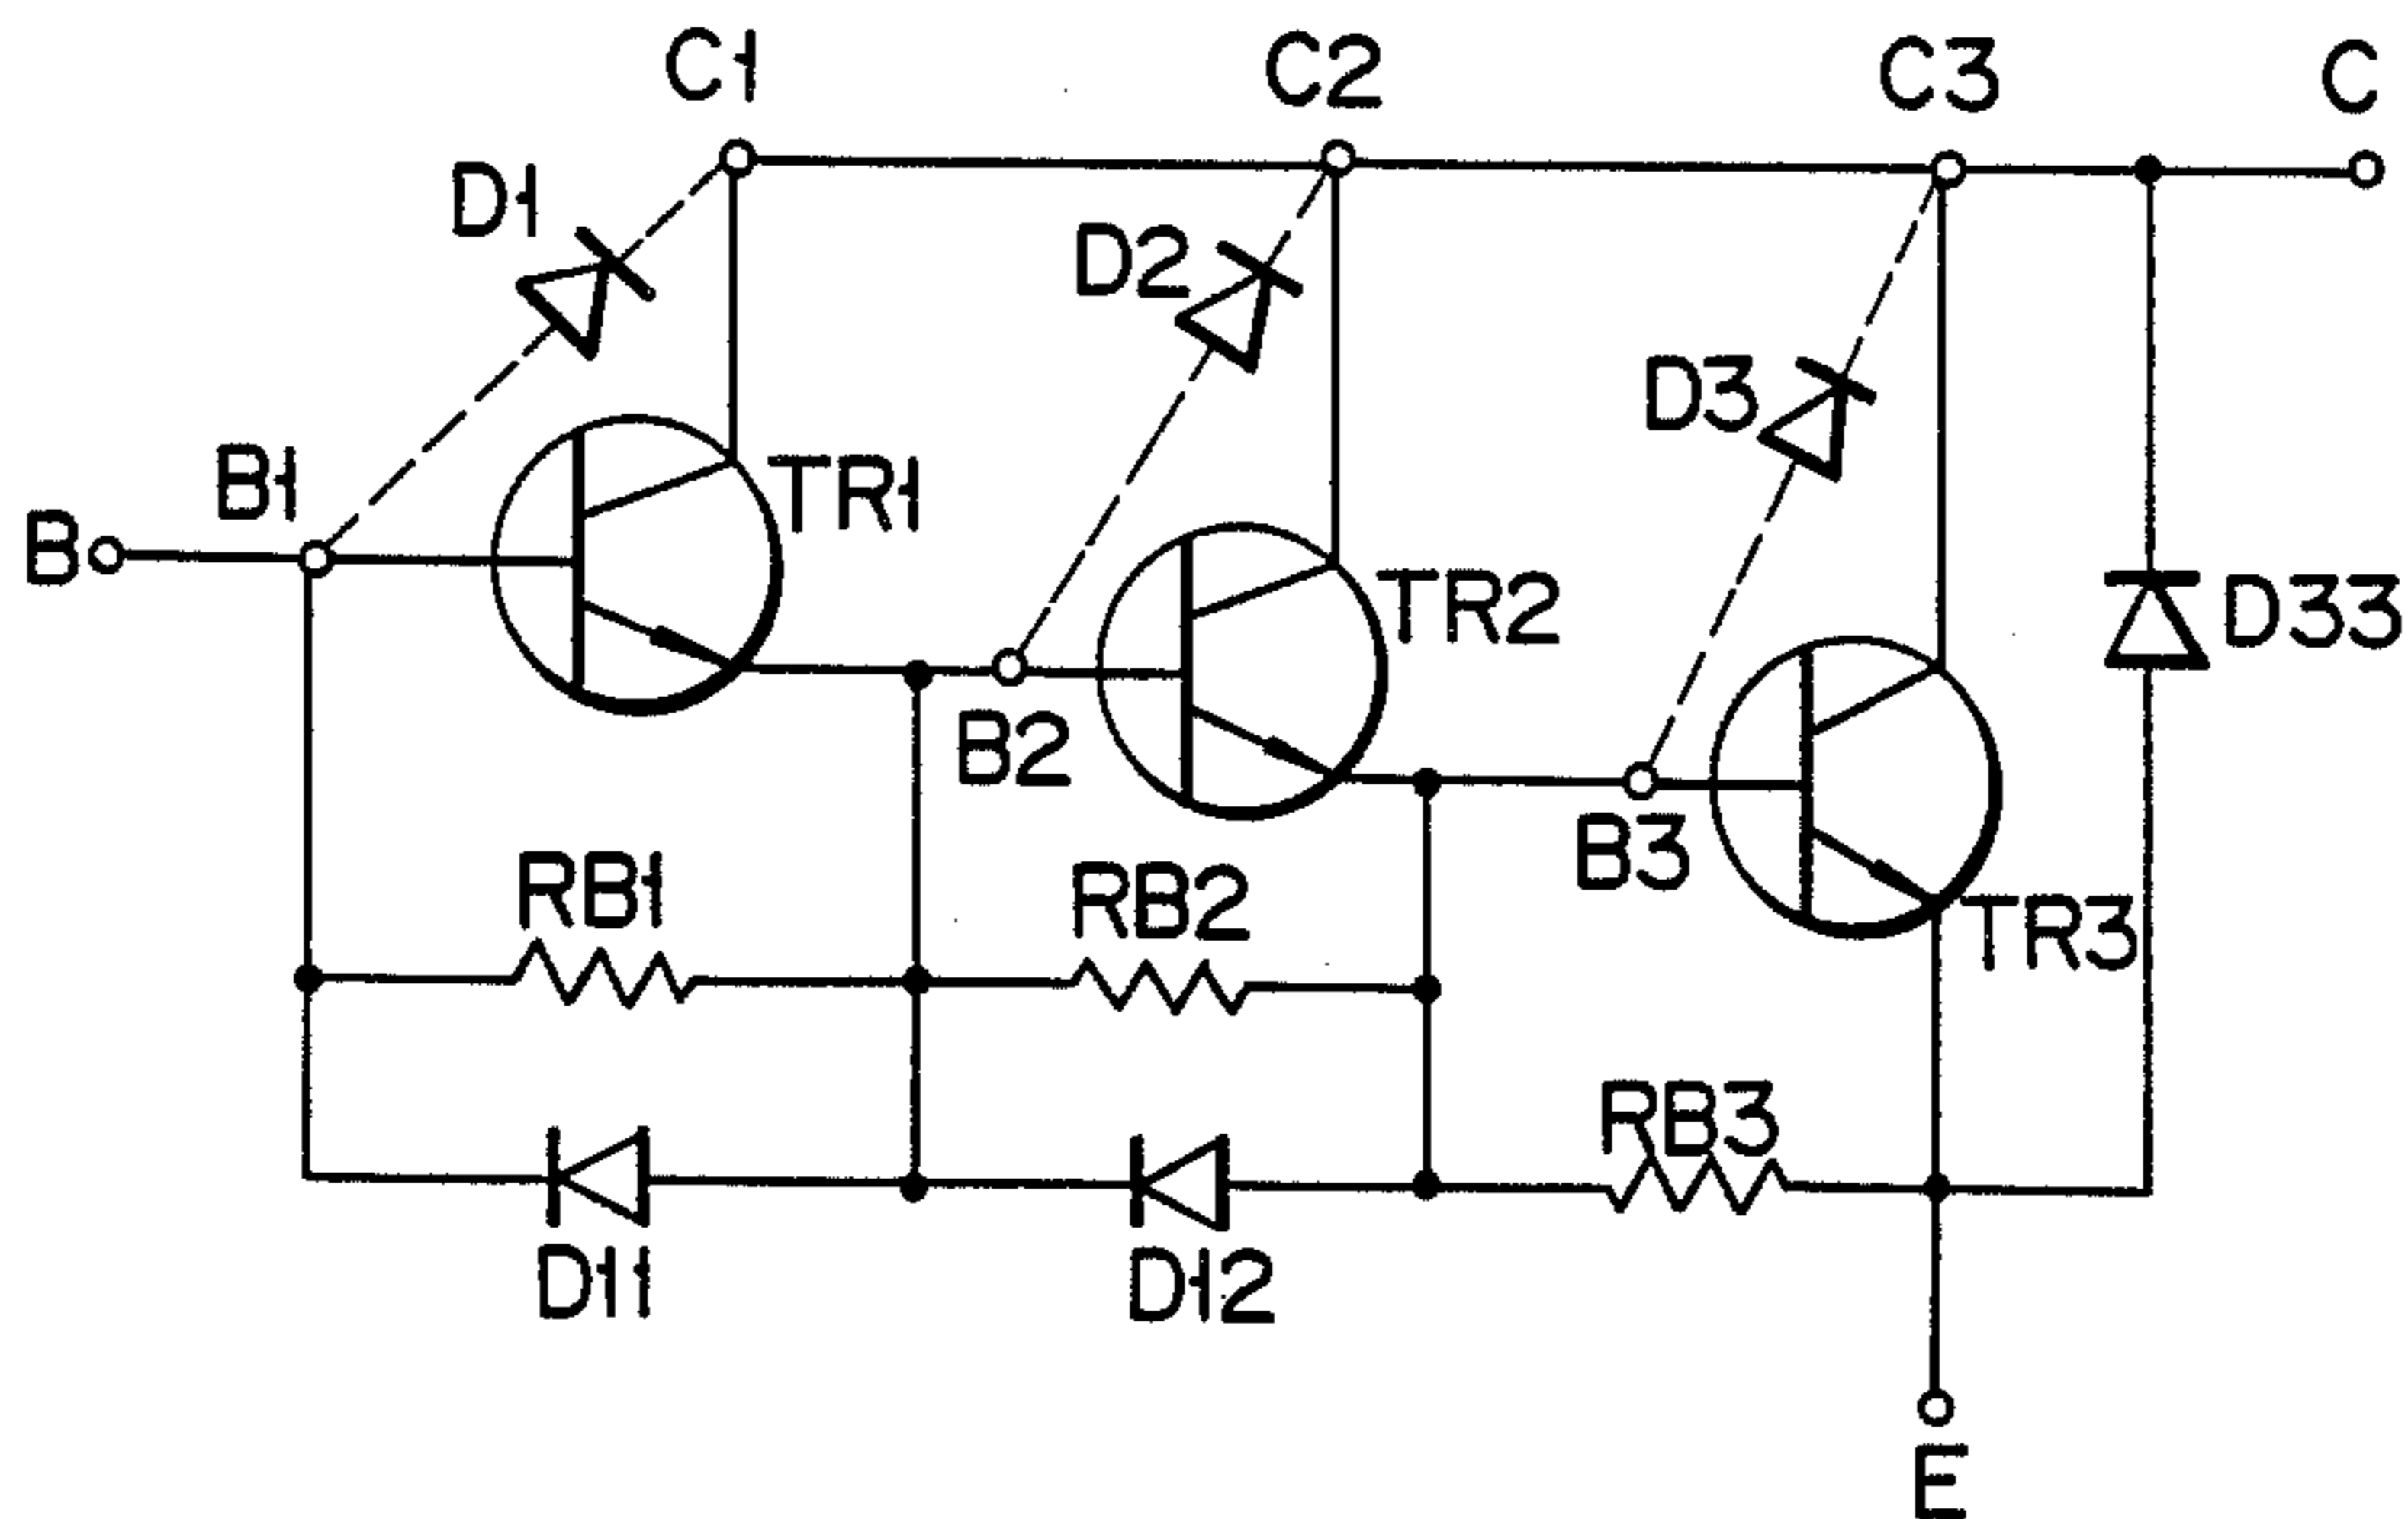 C1 C2 C3 C
D1
D2
D3
B1 TR1
B
TR2 D33
B2
B3
RB1 RB2 TR3
RB3
D11 D12
E